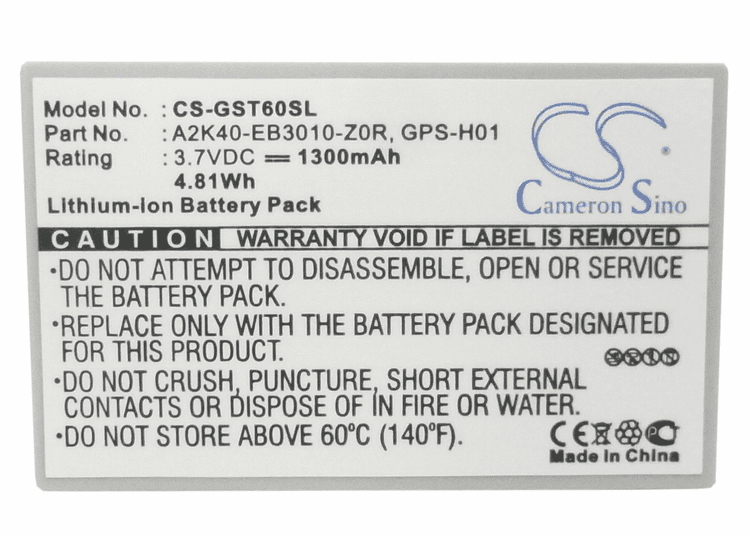 Model No. : CS-GST60SL
Part No. : A2K40-EB3010-Z0R, GPS-H01
Rating : 3.7VDC ⎓ 1300mAh
4.81Wh
Lithium-Ion Battery Pack
CS
Cameron Sino
CAUTION WARRANTY VOID IF LABEL IS REMOVED
•DO NOT ATTEMPT TO DISASSEMBLE, OPEN OR SERVICE
THE BATTERY PACK.
•REPLACE ONLY WITH THE BATTERY PACK DESIGNATED
FOR THIS PRODUCT.
•DO NOT CRUSH, PUNCTURE, SHORT EXTERNAL
CONTACTS OR DISPOSE OF IN FIRE OR WATER.
•DO NOT STORE ABOVE 60°C (140°F).
CE
Made in China